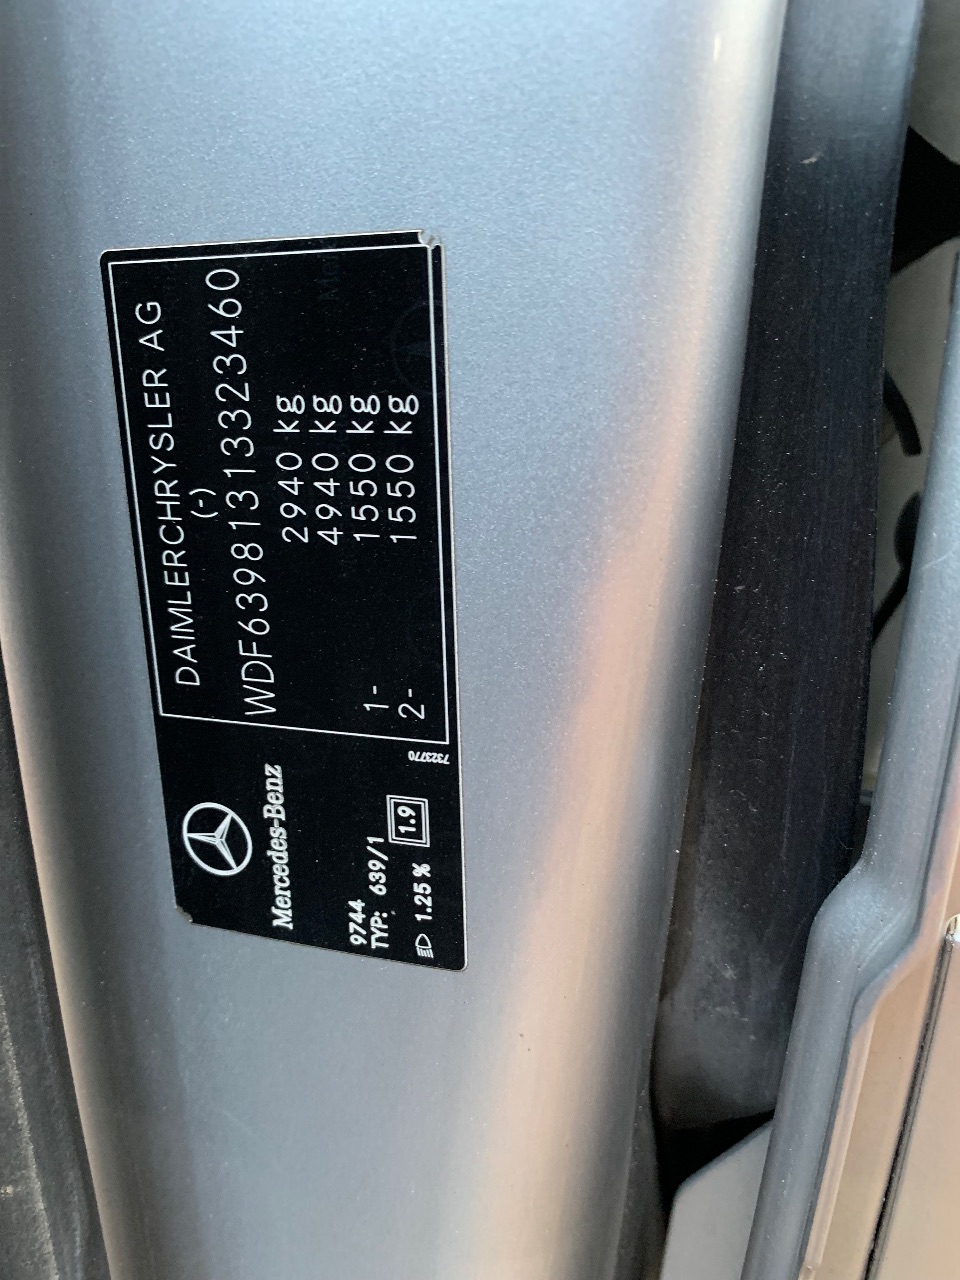 DAIMLERCHRYSLER AG
(-)
WDF63981313323460
2940 kg
4940 kg
1- 1550 kg
2- 1550 kg
7323770
Mercedes-Benz
9744
TYP: 639/1
1.25 % 1.9